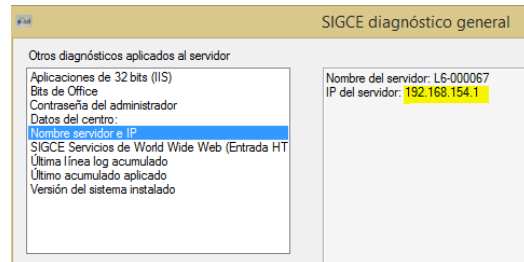 SIGCE diagnóstico general
Otros diagnósticos aplicados al servidor
Aplicaciones de 32 bits (IIS)
Bits de Office
Contraseña del administrador
Datos del centro:
Nombre servidor e IP
SIGCE Servicios de World Wide Web (Entrada HT
Última línea log acumulado
Último acumulado aplicado
Versión del sistema instalado
Nombre del servidor: L6-000067
IP del servidor: 192.168.154.1